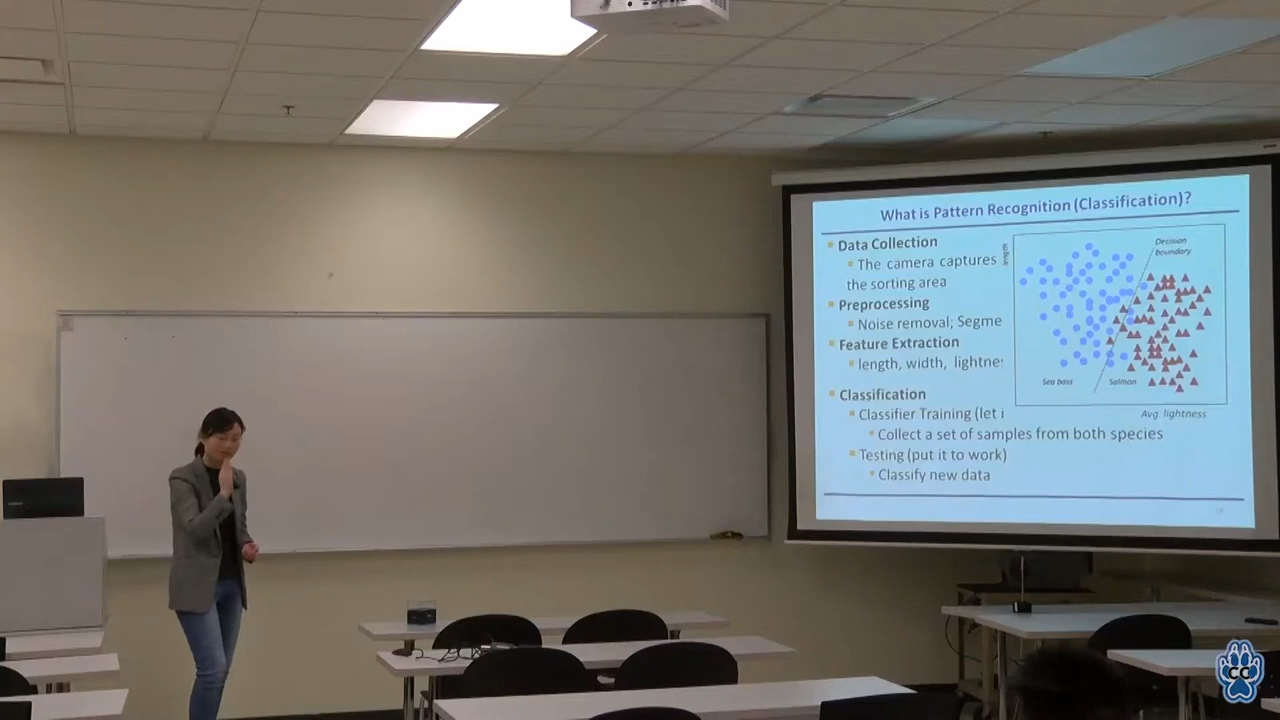 What is Pattern Recognition (Classification)?
Data Collection
The camera captures
the sorting area
Preprocessing
Noise removal; Segme
Feature Extraction
length, width, lightne
Classification
Classifier Training (let i
Collect a set of samples from both species
Testing (put it to work)
Classify new data
length
Decision
boundary
Sea bass
Salmon
Avg lightness
CC